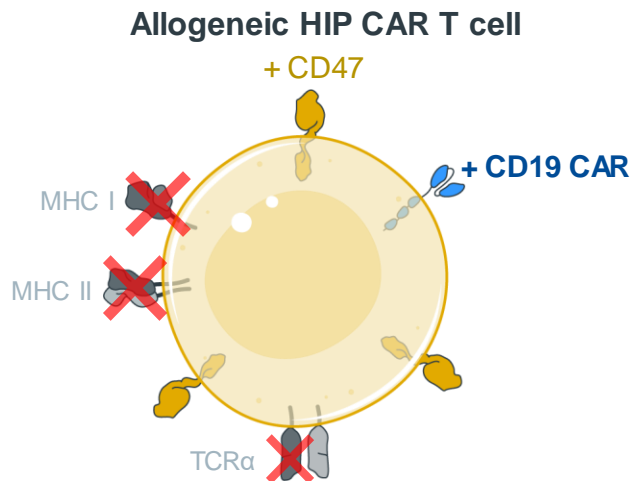 Allogeneic HIP CAR T cell
+ CD47
+ CD19 CAR
MHC I
MHC II
TCRα